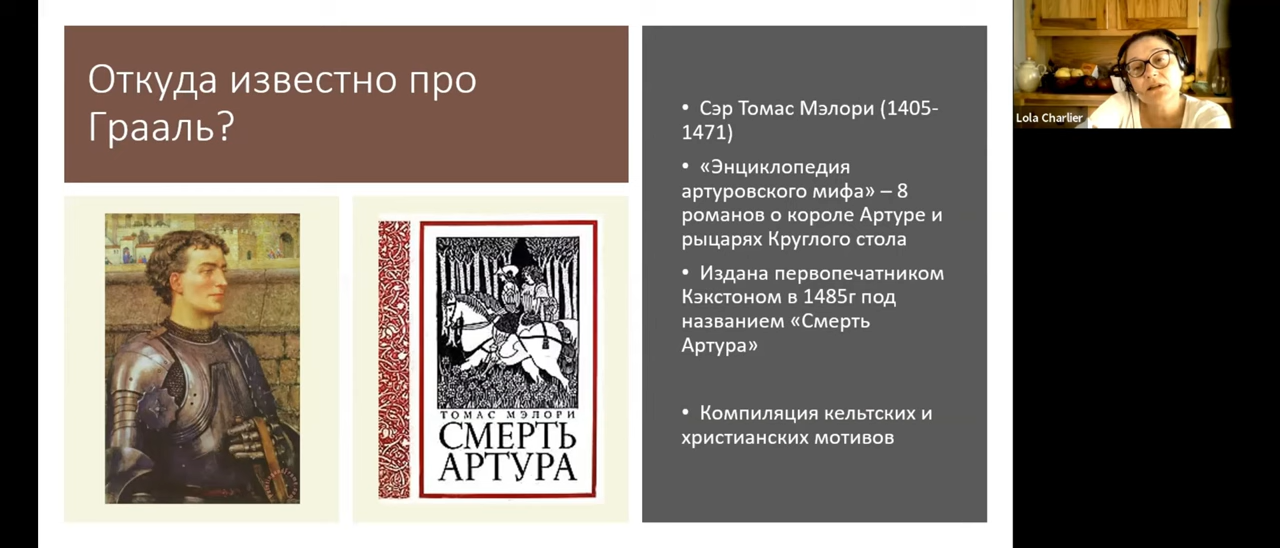 Откуда известно про
Грааль?
ТОМАС МЭЛОРИ
СМЕРТЬ
АРТУРА
• Сэр Томас Мэлори (1405-
1471)
• «Энциклопедия
артуровского мифа» – 8
романов о короле Артуре и
рыцарях Круглого стола
• Издана первопечатником
Кэкстоном в 1485г под
названием «Смерть
Артура»
• Компиляция кельтских и
христианских мотивов
Lola Charlier